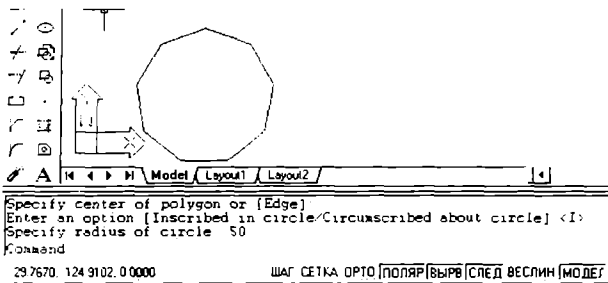 A
Model Layout1 Layout2
Specify center of polygon or [Edge]
Enter an option [Inscribed in circle/Circumscribed about circle] <I>
Specify radius of circle 50
Command
29.7670, 124.9102, 0.0000 ШАГ СЕТКА ОРТО ПОЛЯР ВЫРВ СЛЕД ВЕСЛИН МОДЕЛ